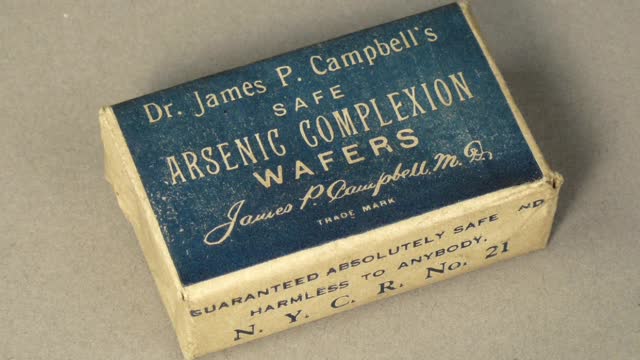 Dr. James P. Campbell's
SAFE
ARSENIC COMPLEXION
WAFERS
James P. Campbell, M.D.
TRADE MARK
GUARANTEED ABSOLUTELY SAFE ND
HARMLESS TO ANYBODY.
N. Y. C. R. No. 21